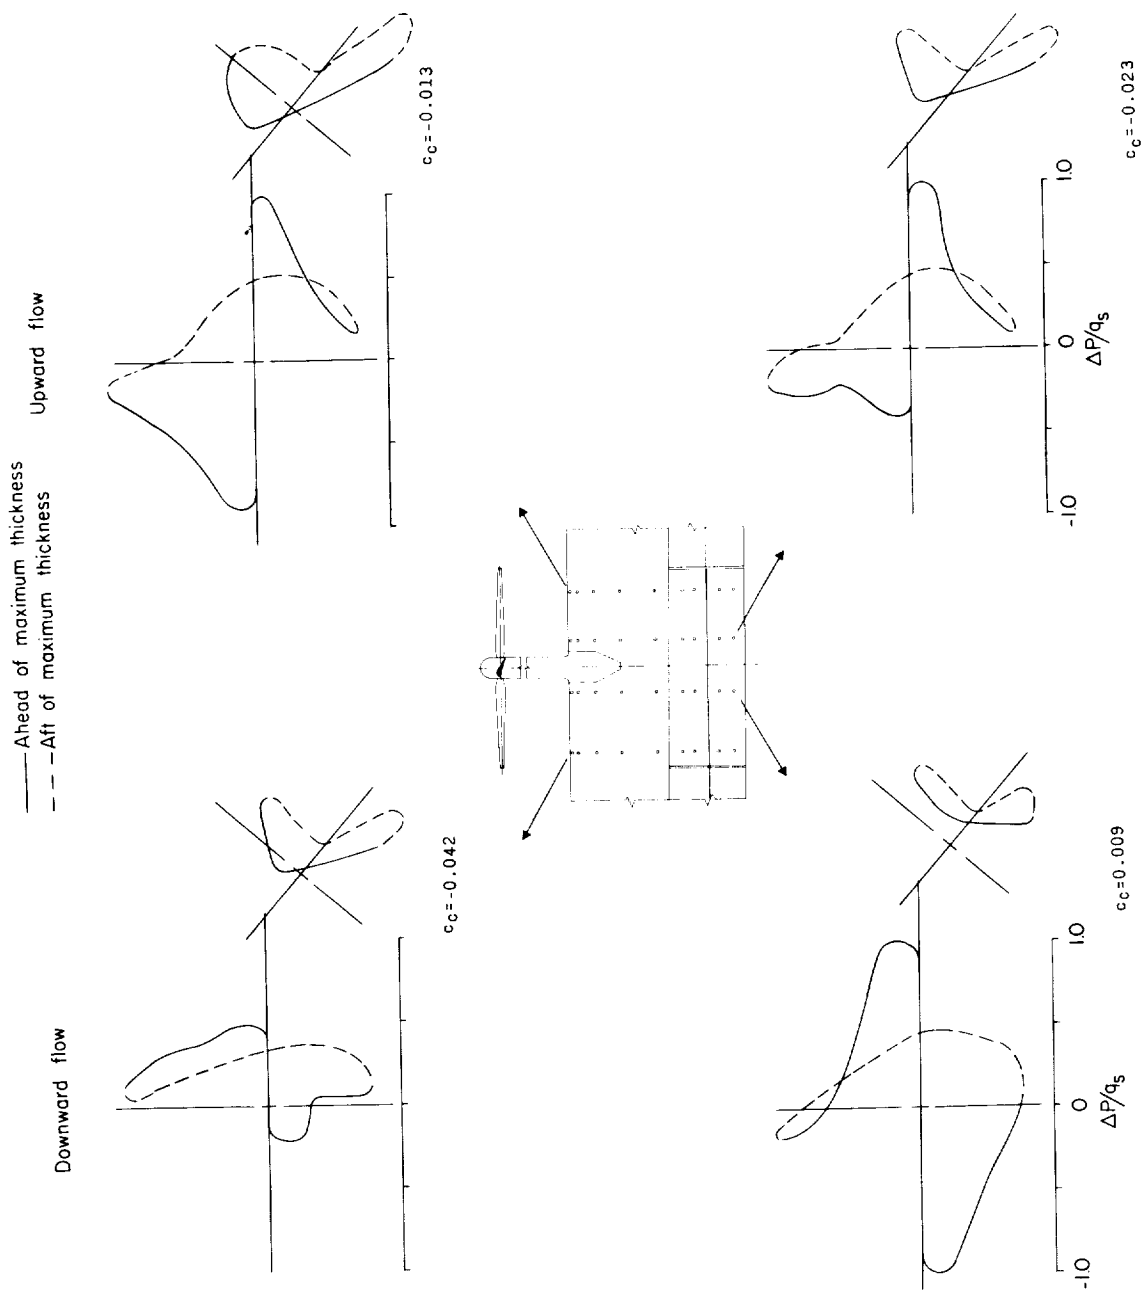 ——Ahead of maximum thickness
– – –Aft of maximum thickness
Downward flow
Upward flow
c_c=-0.042
c_c=-0.013
c_c=0.009
-1.0 0 1.0
ΔP/q_s
c_c=-0.023
-1.0 0 1.0
ΔP/q_s